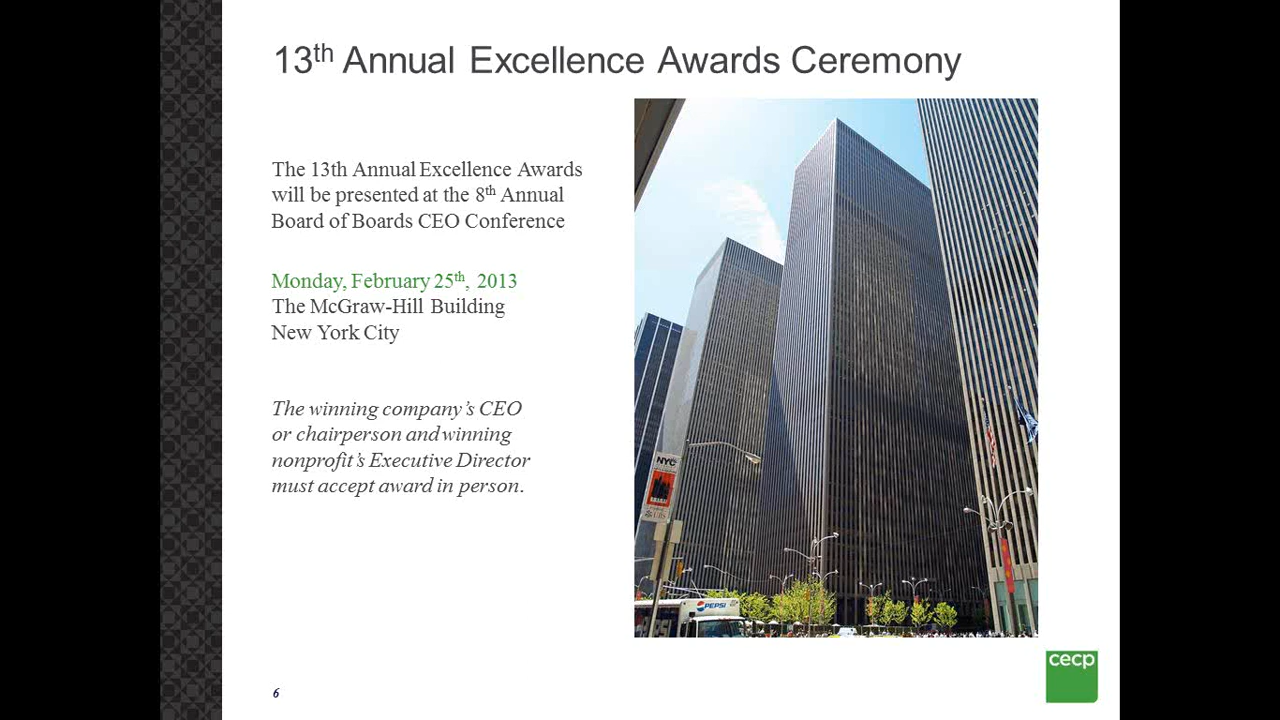 13th Annual Excellence Awards Ceremony
The 13th Annual Excellence Awards
will be presented at the 8th Annual
Board of Boards CEO Conference
Monday, February 25th, 2013
The McGraw-Hill Building
New York City
The winning company's CEO
or chairperson and winning
nonprofit's Executive Director
must accept award in person.
NYC
PEPSI
cecp
6